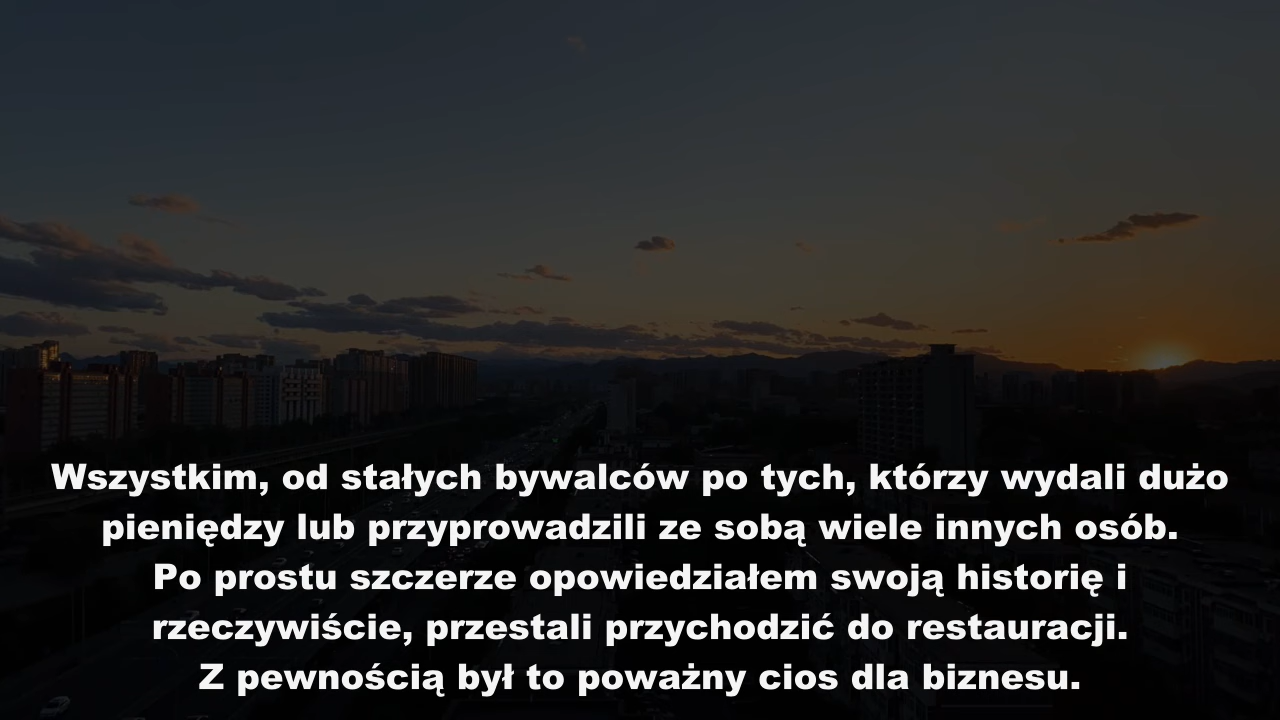 Wszystkim, od stałych bywalców po tych, którzy wydali dużo
pieniędzy lub przyprowadzili ze sobą wiele innych osób.
Po prostu szczerze opowiedziałem swoją historię i
rzeczywiście, przestali przychodzić do restauracji.
Z pewnością był to poważny cios dla biznesu.